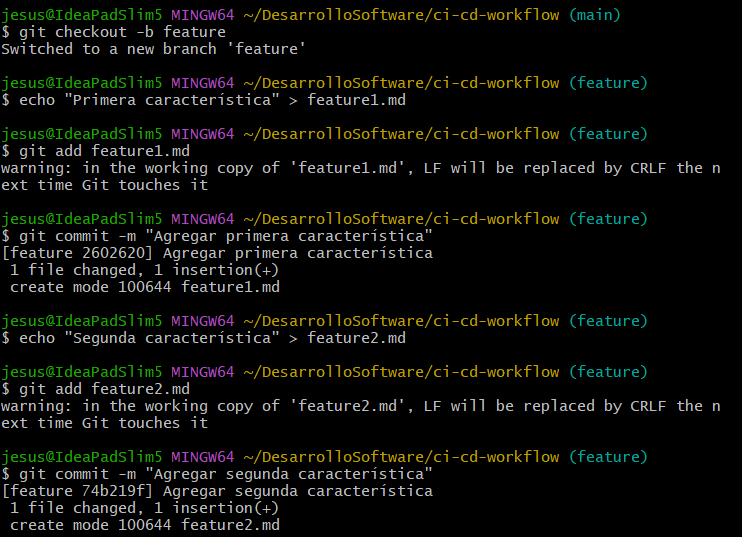 jesus@IdeaPadSlim5 MINGW64 ~/DesarrolloSoftware/ci-cd-workflow (main)
$ git checkout -b feature
Switched to a new branch 'feature'
jesus@IdeaPadSlim5 MINGW64 ~/DesarrolloSoftware/ci-cd-workflow (feature)
$ echo "Primera característica" > feature1.md
jesus@IdeaPadSlim5 MINGW64 ~/DesarrolloSoftware/ci-cd-workflow (feature)
$ git add feature1.md
warning: in the working copy of 'feature1.md', LF will be replaced by CRLF the n
ext time Git touches it
jesus@IdeaPadSlim5 MINGW64 ~/DesarrolloSoftware/ci-cd-workflow (feature)
$ git commit -m "Agregar primera característica"
[feature 2602620] Agregar primera característica
 1 file changed, 1 insertion(+)
 create mode 100644 feature1.md
jesus@IdeaPadSlim5 MINGW64 ~/DesarrolloSoftware/ci-cd-workflow (feature)
$ echo "Segunda característica" > feature2.md
jesus@IdeaPadSlim5 MINGW64 ~/DesarrolloSoftware/ci-cd-workflow (feature)
$ git add feature2.md
warning: in the working copy of 'feature2.md', LF will be replaced by CRLF the n
ext time Git touches it
jesus@IdeaPadSlim5 MINGW64 ~/DesarrolloSoftware/ci-cd-workflow (feature)
$ git commit -m "Agregar segunda característica"
[feature 74b219f] Agregar segunda característica
 1 file changed, 1 insertion(+)
 create mode 100644 feature2.md